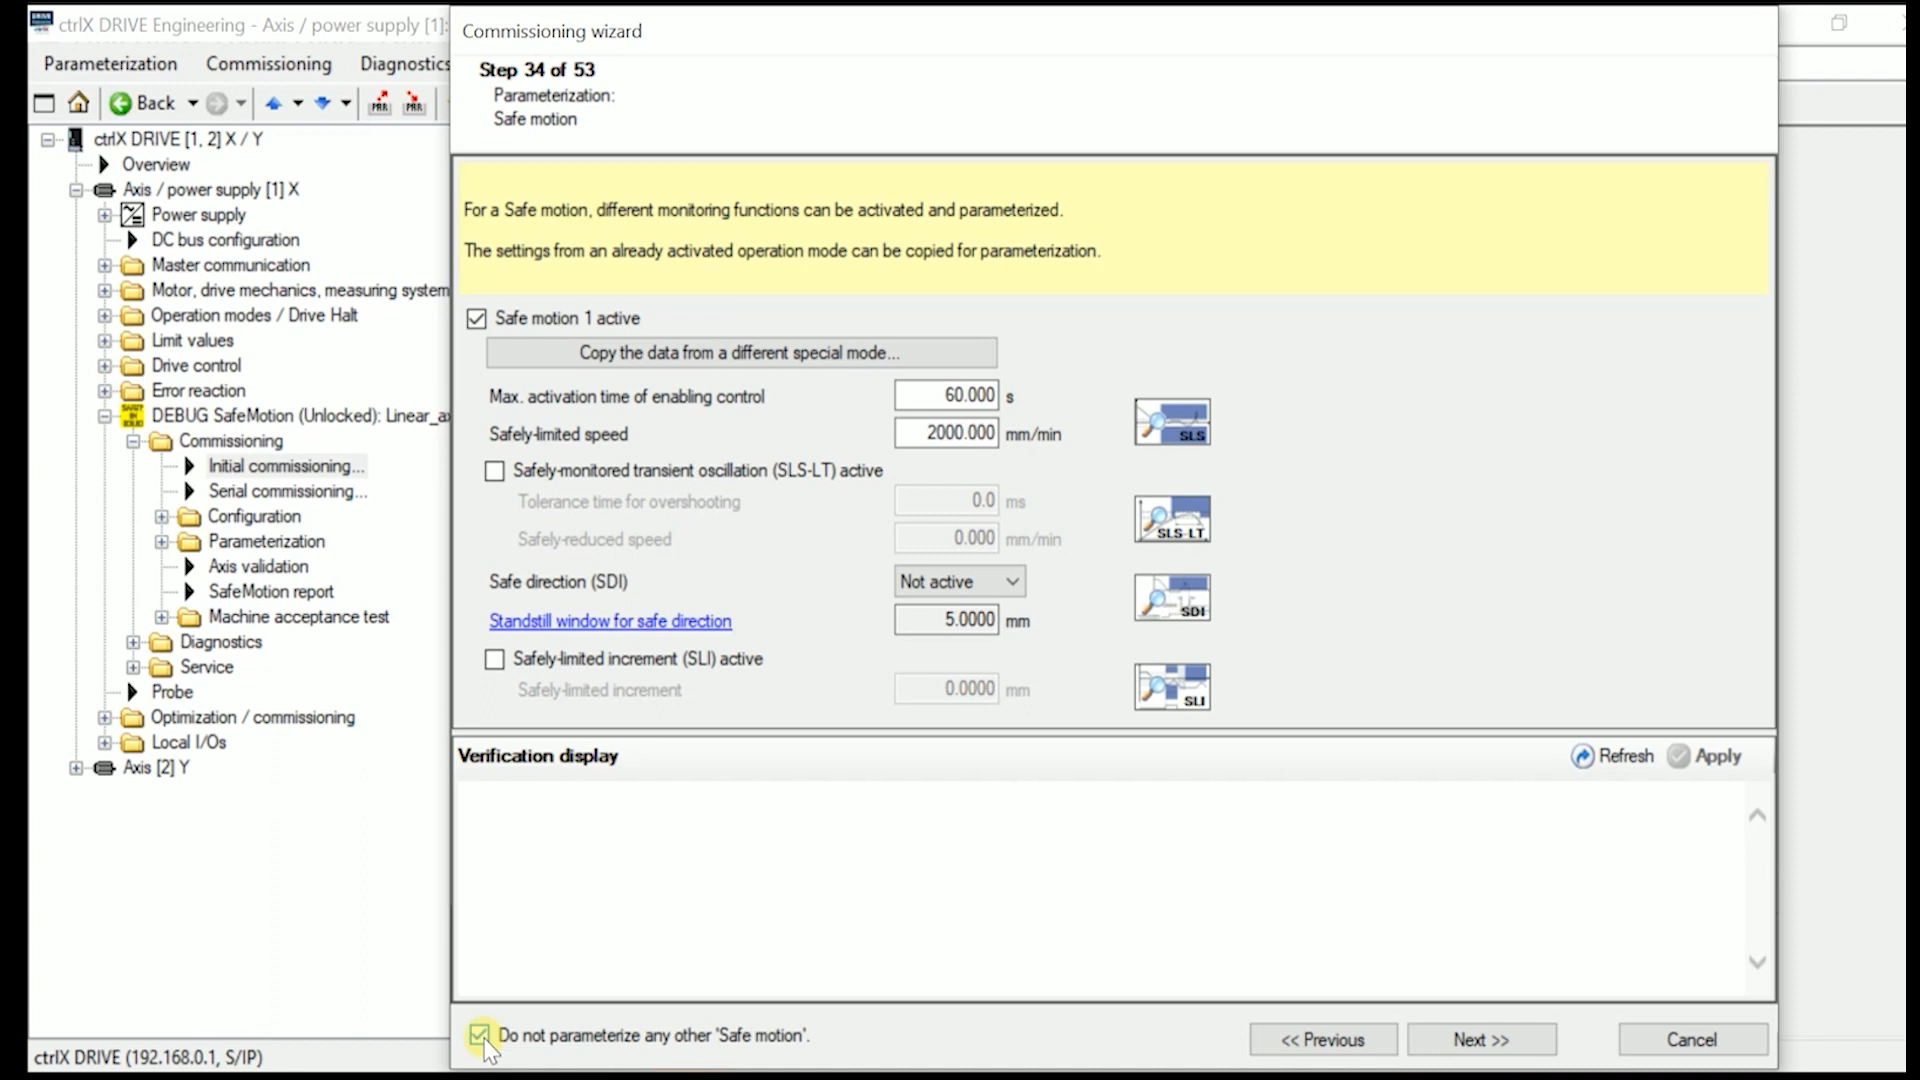 ctrlX DRIVE Engineering - Axis / power supply [1]:
Commissioning wizard
Parameterization Commissioning Diagnostics
Back
Step 34 of 53
Parameterization:
Safe motion
ctrlX DRIVE [1, 2] X / Y
Overview
Axis / power supply [1] X
Power supply
DC bus configuration
Master communication
Motor, drive mechanics, measuring system
Operation modes / Drive Halt
Limit values
Drive control
Error reaction
DEBUG SafeMotion (Unlocked): Linear_a
Commissioning
Initial commissioning...
Serial commissioning...
Configuration
Parameterization
Axis validation
SafeMotion report
Machine acceptance test
Diagnostics
Service
Probe
Optimization / commissioning
Local I/Os
Axis [2] Y
For a Safe motion, different monitoring functions can be activated and parameterized.
The settings from an already activated operation mode can be copied for parameterization.
Safe motion 1 active
Copy the data from a different special mode...
Max. activation time of enabling control 60.000 s
Safely-limited speed 2000.000 mm/min
SLS
Safely-monitored transient oscillation (SLS-LT) active
Tolerance time for overshooting 0.0 ms
Safely-reduced speed 0.000 mm/min
SLS-LT
Safe direction (SDI) Not active
Standstill window for safe direction 5.0000 mm
SDI
Safely-limited increment (SLI) active
Safely-limited increment 0.0000 mm
SLI
Verification display Refresh Apply
Do not parameterize any other 'Safe motion'.
<< Previous Next >> Cancel
ctrlX DRIVE (192.168.0.1, S/IP)